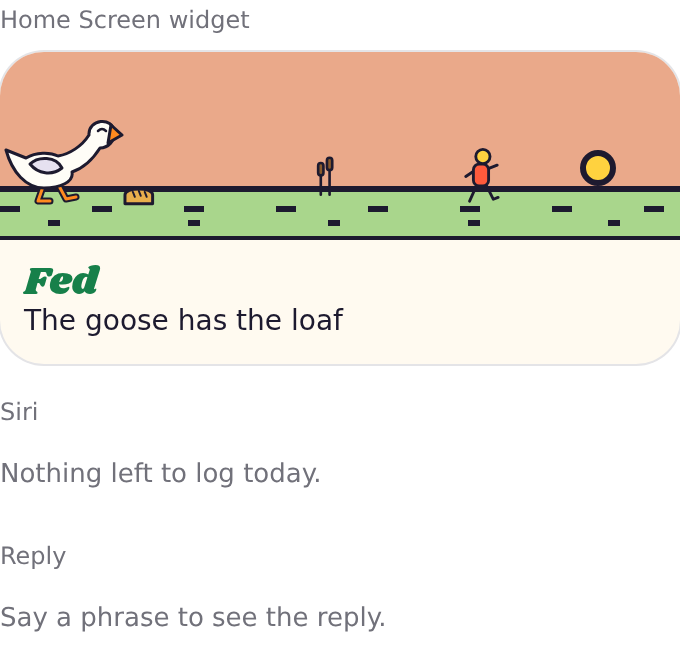 Home Screen widget
Fed
The goose has the loaf
Siri
Nothing left to log today.
Reply
Say a phrase to see the reply.